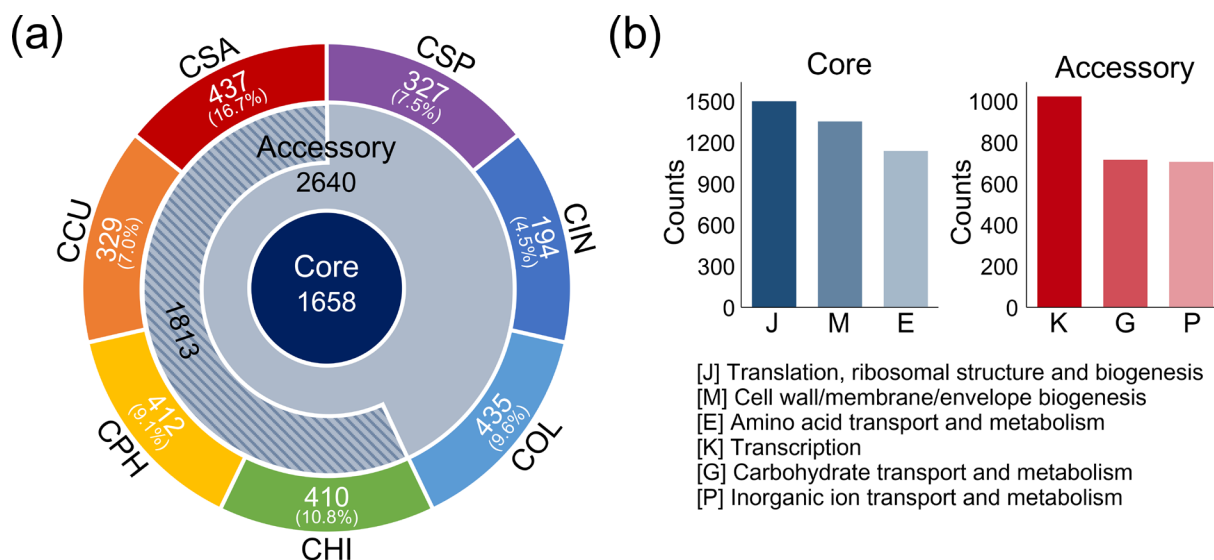 (a)
CSA
437
(16.7%)
CSP
327
(7.5%)
CIN
194
(4.5%)
COL
435
(9.6%)
CHI
410
(10.8%)
CPH
412
(9.1%)
CCU
329
(7.0%)
Accessory
2640
1813
Core
1658
(b)
Core
Counts
1500
1200
900
600
300
0
J M E
Accessory
Counts
1000
800
600
400
200
0
K G P
[J] Translation, ribosomal structure and biogenesis
[M] Cell wall/membrane/envelope biogenesis
[E] Amino acid transport and metabolism
[K] Transcription
[G] Carbohydrate transport and metabolism
[P] Inorganic ion transport and metabolism